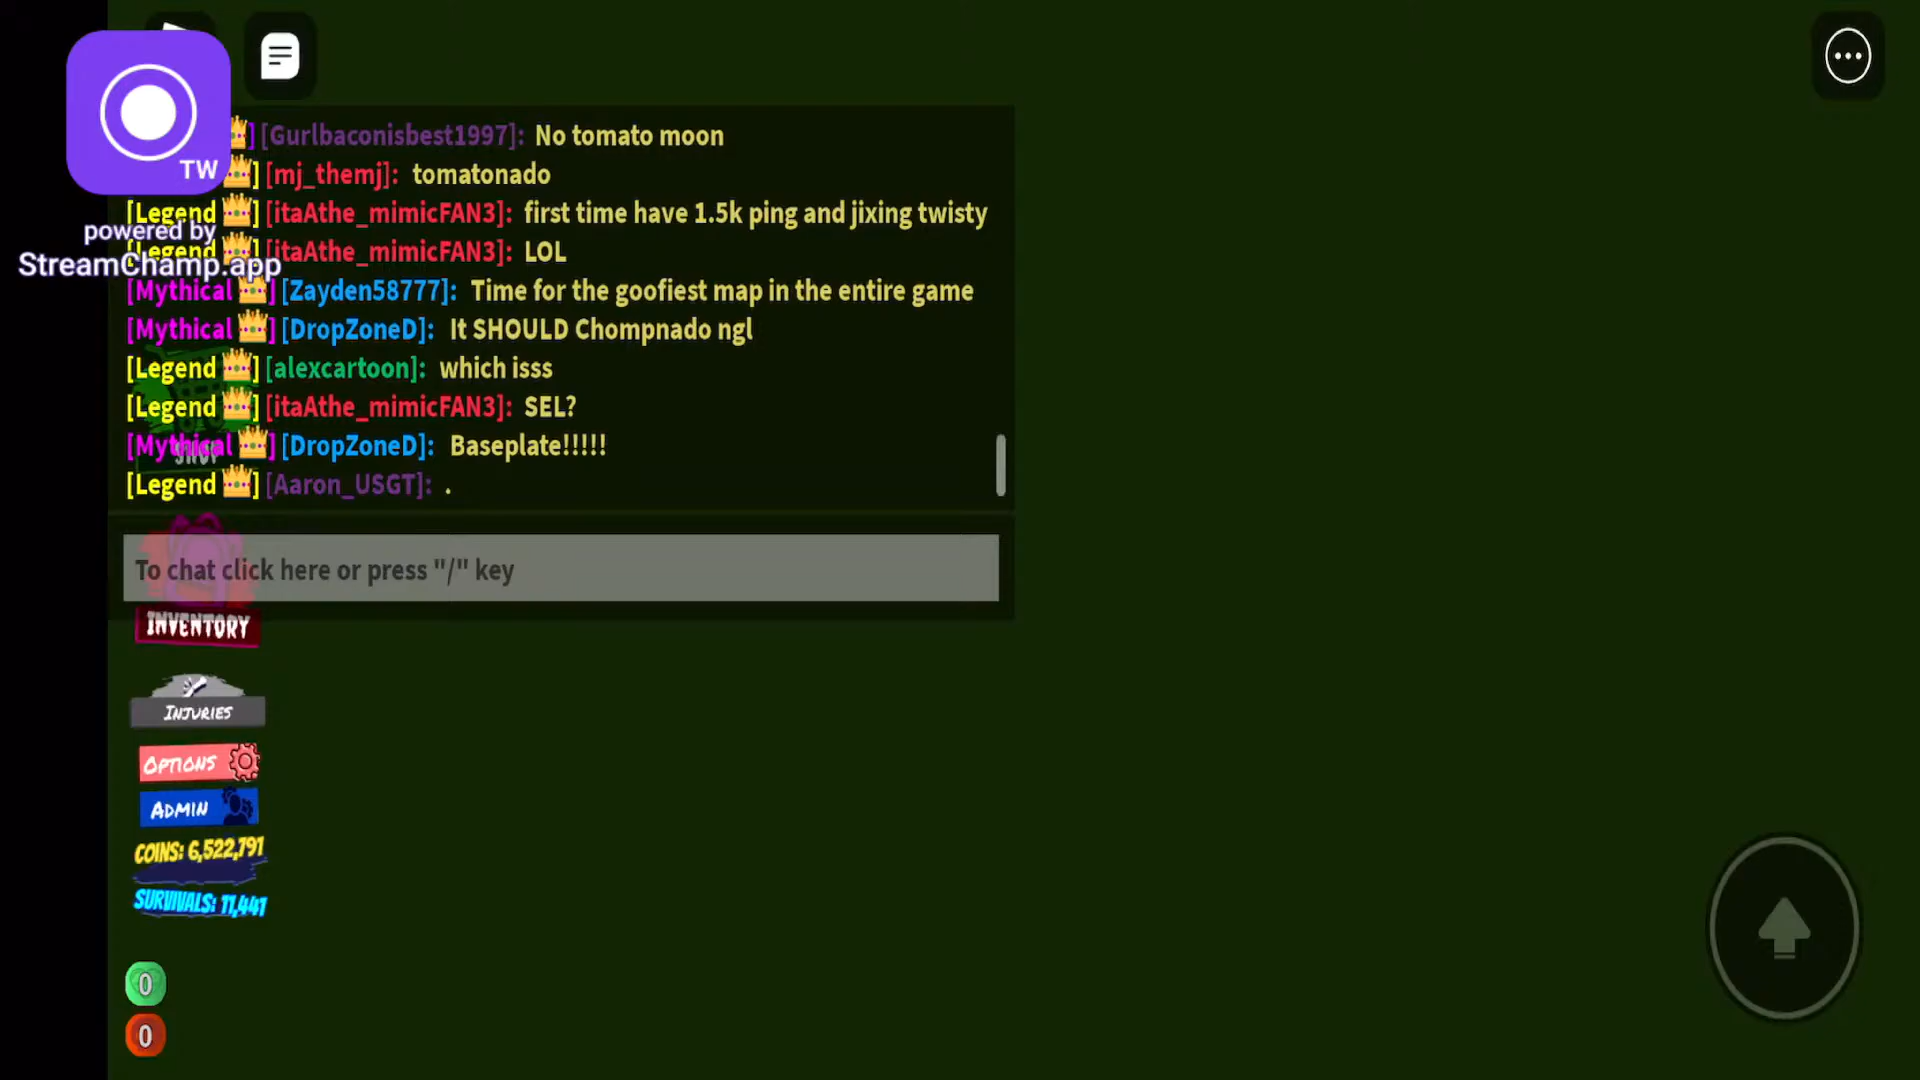 TW
powered by
StreamChamp.app
[Gurlbaconisbest1997]: No tomato moon
[mj_themj]: tomatonado
[Legend 👑] [itaAthe_mimicFAN3]: first time have 1.5k ping and jixing twisty
[Legend 👑] [itaAthe_mimicFAN3]: LOL
[Mythical 👑] [Zayden58777]: Time for the goofiest map in the entire game
[Mythical 👑] [DropZoneD]: It SHOULD Chompnado ngl
[Legend 👑] [alexcartoon]: which isss
[Legend 👑] [itaAthe_mimicFAN3]: SEL?
[Mythical 👑] [DropZoneD]: Baseplate!!!!!
SHOP
[Legend 👑] [Aaron_USGT]: .
To chat click here or press "/" key
INVENTORY
INJURIES
OPTIONS
ADMIN
COINS: 6,522,791
SURVIVALS: 11,441
0
0